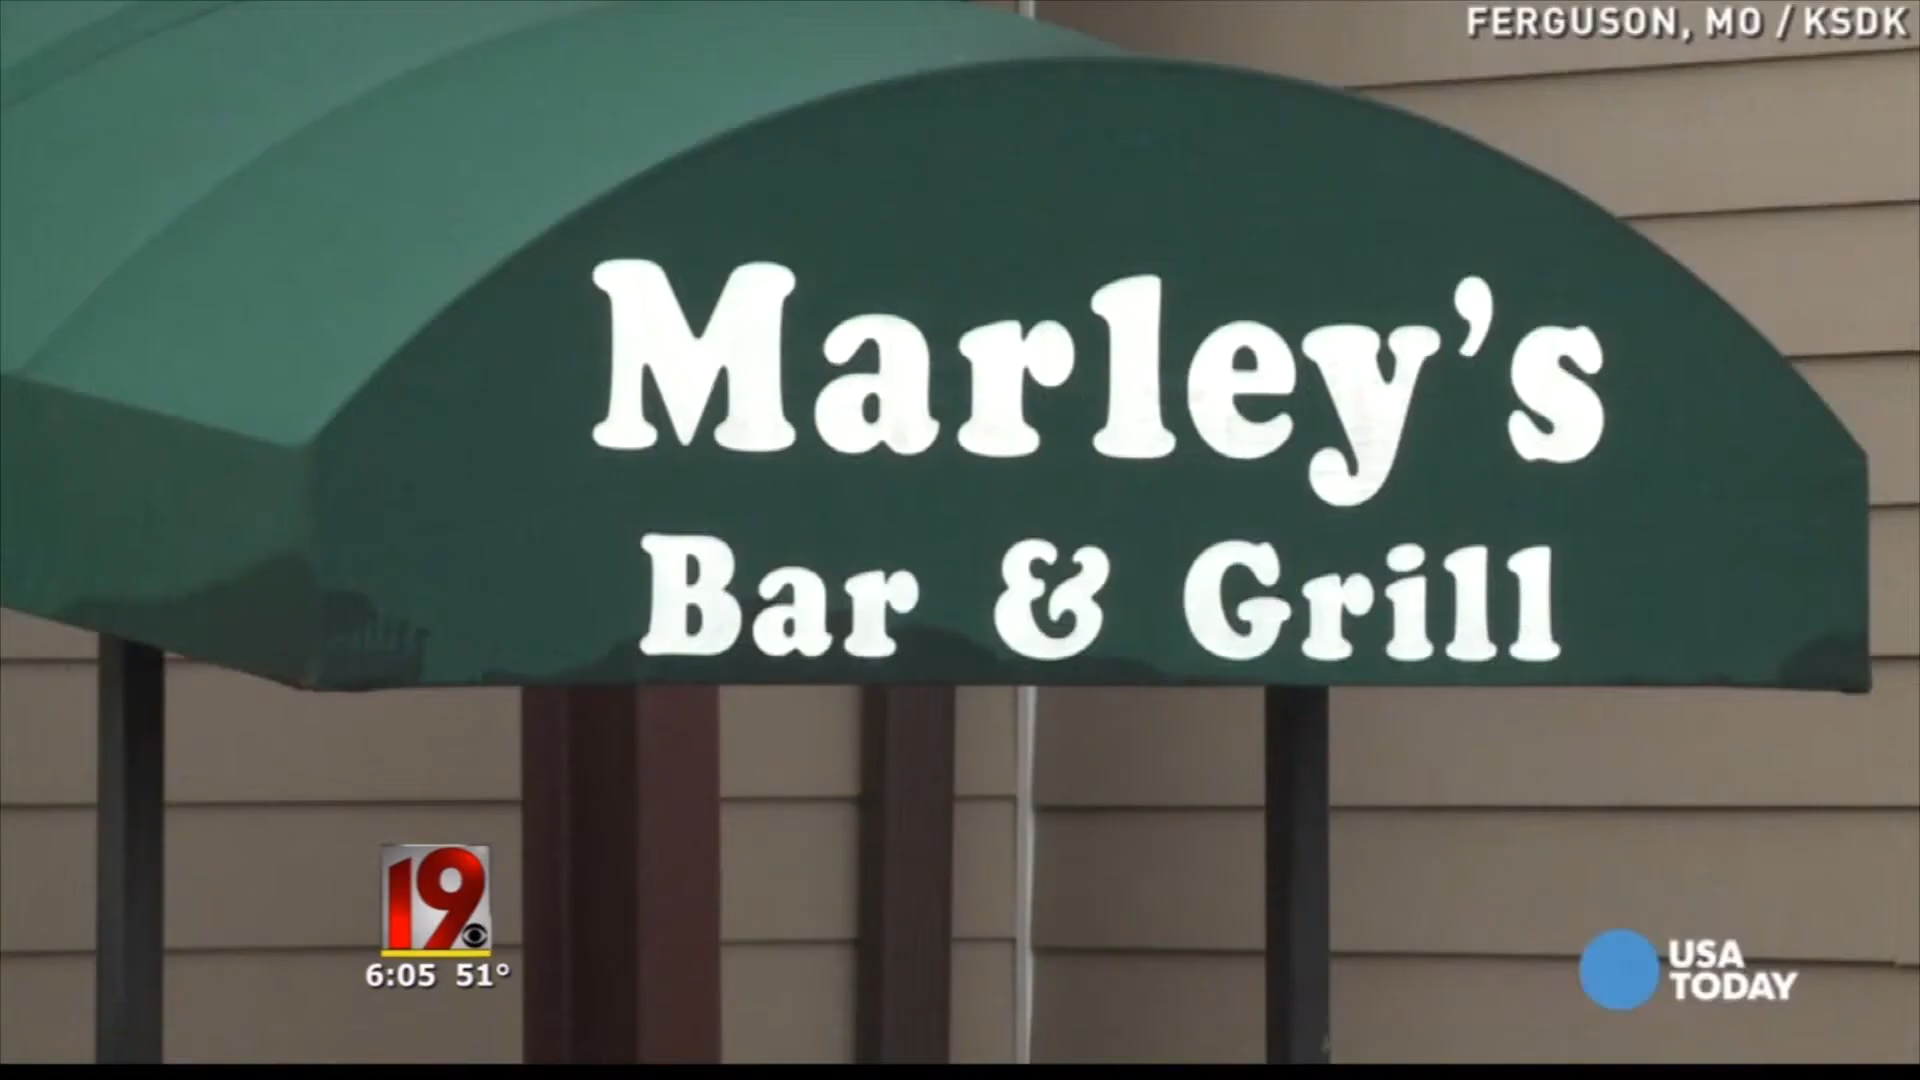 FERGUSON, MO / KSDK
Marley's
Bar & Grill
19
6:05 51°
USA
TODAY